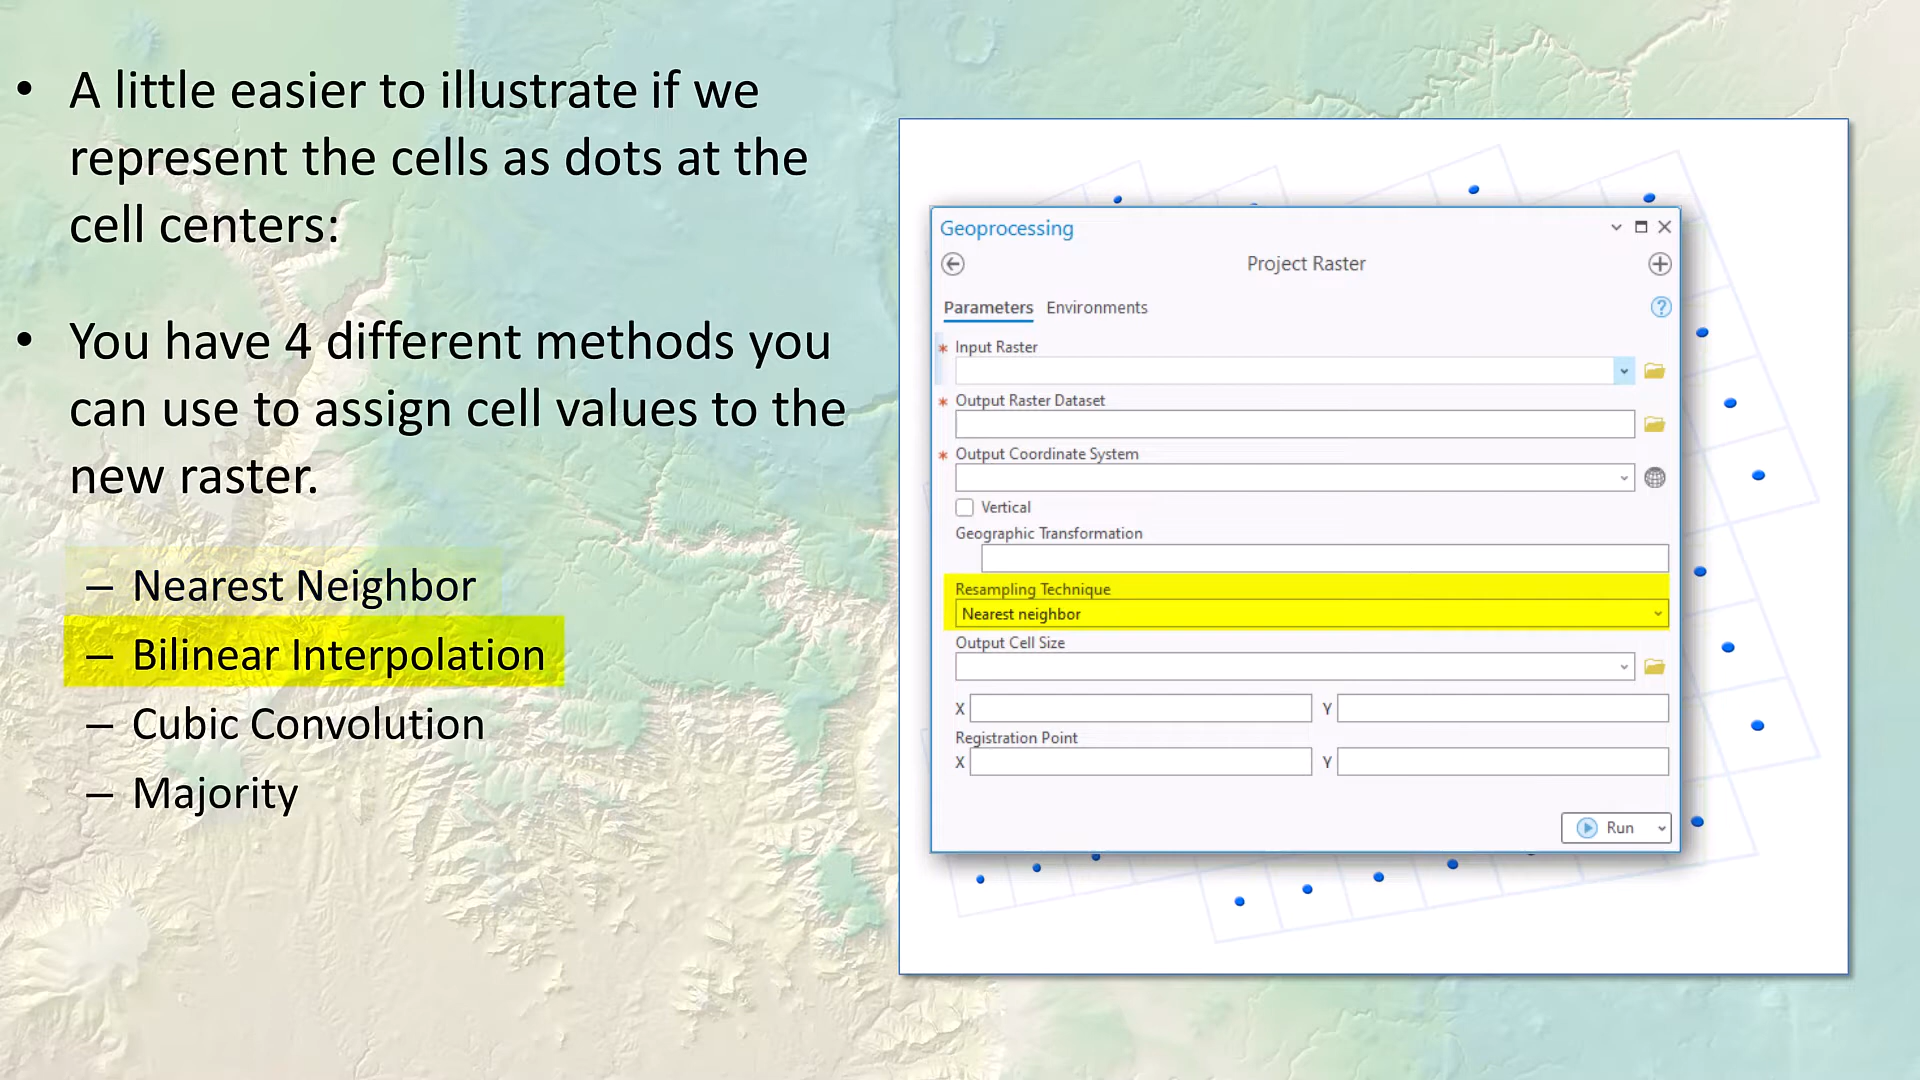 • A little easier to illustrate if we
represent the cells as dots at the
cell centers:
• You have 4 different methods you
can use to assign cell values to the
new raster.
– Nearest Neighbor
– Bilinear Interpolation
– Cubic Convolution
– Majority
Geoprocessing
Project Raster
Parameters Environments
* Input Raster
* Output Raster Dataset
* Output Coordinate System
Vertical
Geographic Transformation
Resampling Technique
Nearest neighbor
Output Cell Size
X Y
Registration Point
X Y
Run